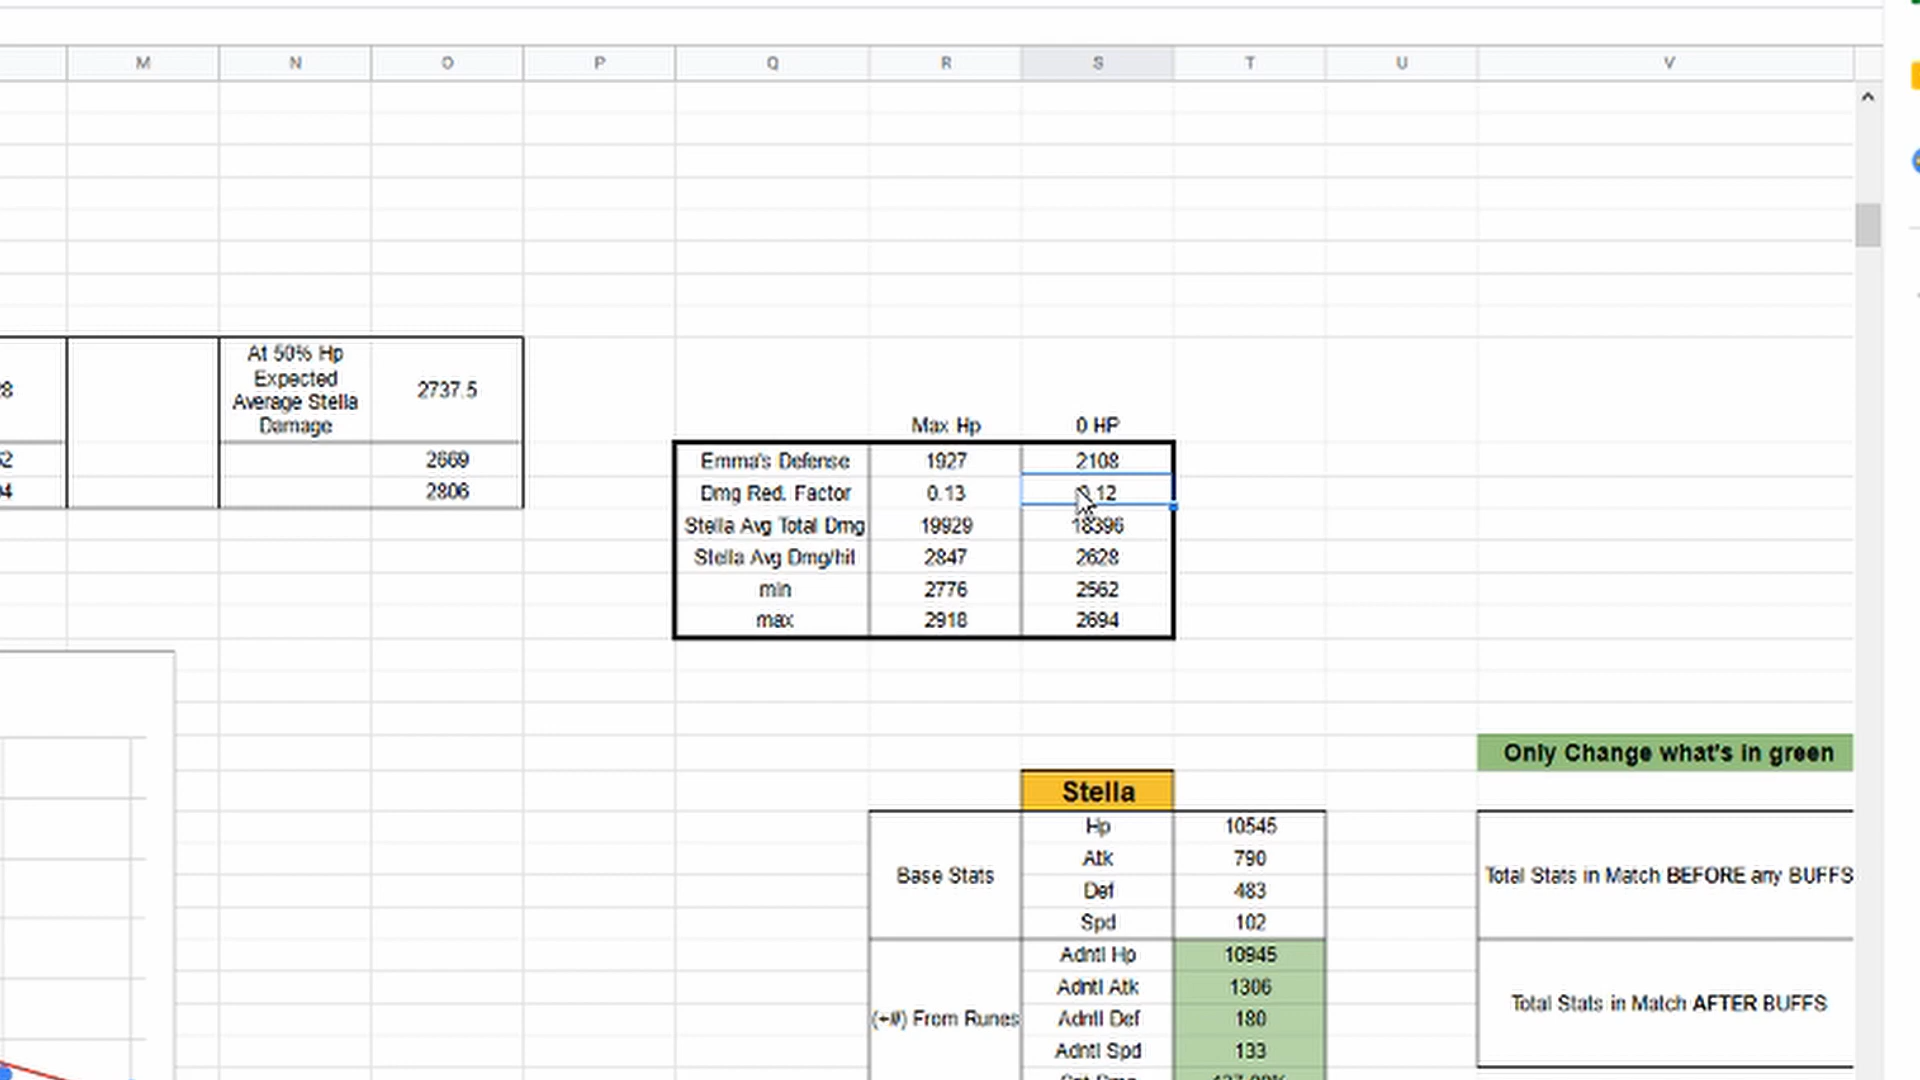 M N O P Q R S T U V
At 50% Hp
Expected
Average Stella
Damage
2737.5
2669
2806
Max Hp 0 HP
Emma's Defense 1927 2108
Dmg Red. Factor 0.13 0.12
Stella Avg Total Dmg 19929 18396
Stella Avg Dmg/hit 2847 2628
min 2776 2562
max 2918 2694
Only Change what's in green
Stella
Base Stats
Hp 10545
Atk 790
Def 483
Spd 102
Total Stats in Match BEFORE any BUFFS
(+#) From Runes
Adntl Hp 10945
Adntl Atk 1306
Adntl Def 180
Adntl Spd 133
Total Stats in Match AFTER BUFFS